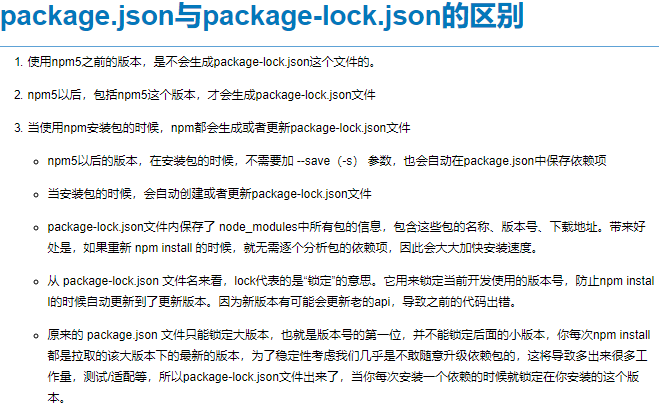 package.json与package-lock.json的区别
1. 使用npm5之前的版本，是不会生成package-lock.json这个文件的。
2. npm5以后，包括npm5这个版本，才会生成package-lock.json文件
3. 当使用npm安装包的时候，npm都会生成或者更新package-lock.json文件
npm5以后的版本，在安装包的时候，不需要加 --save（-s） 参数，也会自动在package.json中保存依赖项
当安装包的时候，会自动创建或者更新package-lock.json文件
package-lock.json文件内保存了 node_modules中所有包的信息，包含这些包的名称、版本号、下载地址。带来好
处是，如果重新 npm install 的时候，就无需逐个分析包的依赖项，因此会大大加快安装速度。
从 package-lock.json 文件名来看，lock代表的是“锁定”的意思。它用来锁定当前开发使用的版本号，防止npm instal
l的时候自动更新到了更新版本。因为新版本有可能会更新老的api，导致之前的代码出错。
原来的 package.json 文件只能锁定大版本，也就是版本号的第一位，并不能锁定后面的小版本，你每次npm install
都是拉取的该大版本下的最新的版本，为了稳定性考虑我们几乎是不敢随意升级依赖包的，这将导致多出来很多工
作量，测试/适配等，所以package-lock.json文件出来了，当你每次安装一个依赖的时候就锁定在你安装的这个版
本。